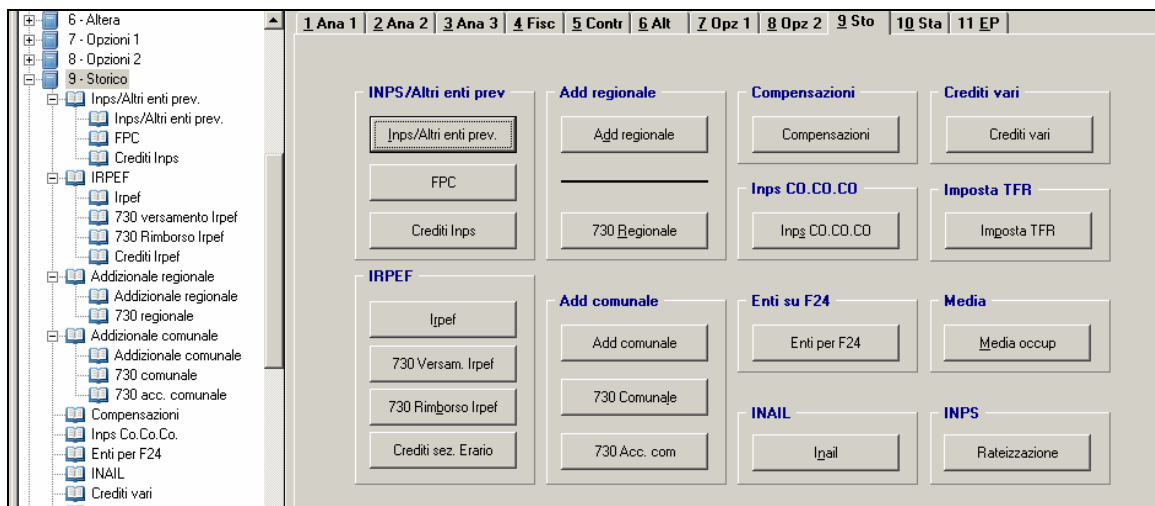 6 - Altera
7 - Opzioni 1
8 - Opzioni 2
9 - Storico
Inps/Altri enti prev.
Inps/Altri enti prev.
FPC
Crediti Inps
IRPEF
Irpef
730 versamento Irpef
730 Rimborso Irpef
Crediti Irpef
Addizionale regionale
Addizionale regionale
730 regionale
Addizionale comunale
Addizionale comunale
730 comunale
730 acc. comunale
Compensazioni
Inps Co.Co.Co.
Enti per F24
INAIL
Crediti vari
1 Ana 1 2 Ana 2 3 Ana 3 4 Fisc 5 Contr 6 Alt 7 Opz 1 8 Opz 2 9 Sto 10 Sta 11 EP
INPS/Altri enti prev
Inps/Altri enti prev.
FPC
Crediti Inps
IRPEF
Irpef
730 Versam. Irpef
730 Rimborso Irpef
Crediti sez. Erario
Add regionale
Add regionale
730 Regionale
Add comunale
Add comunale
730 Comunale
730 Acc. com
Compensazioni
Compensazioni
Inps CO.CO.CO
Inps CO.CO.CO
Enti su F24
Enti per F24
INAIL
Inail
Crediti vari
Crediti vari
Imposta TFR
Imposta TFR
Media
Media occup
INPS
Rateizzazione